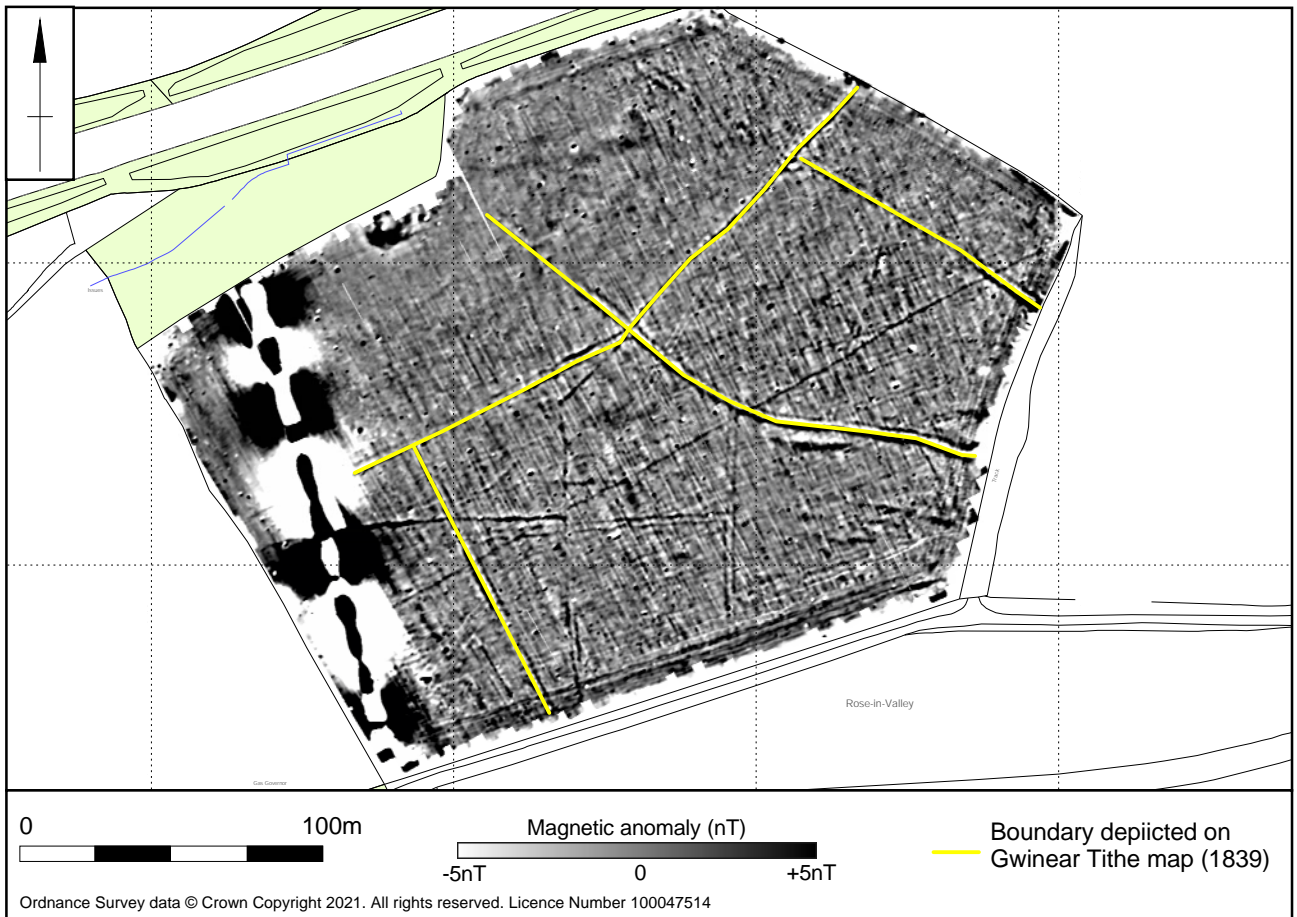 Issues
Track
Rose-in-Valley
Gas Governor
0 100m
Magnetic anomaly (nT)
-5nT 0 +5nT
Boundary depiicted on
Gwinear Tithe map (1839)
Ordnance Survey data © Crown Copyright 2021. All rights reserved. Licence Number 100047514